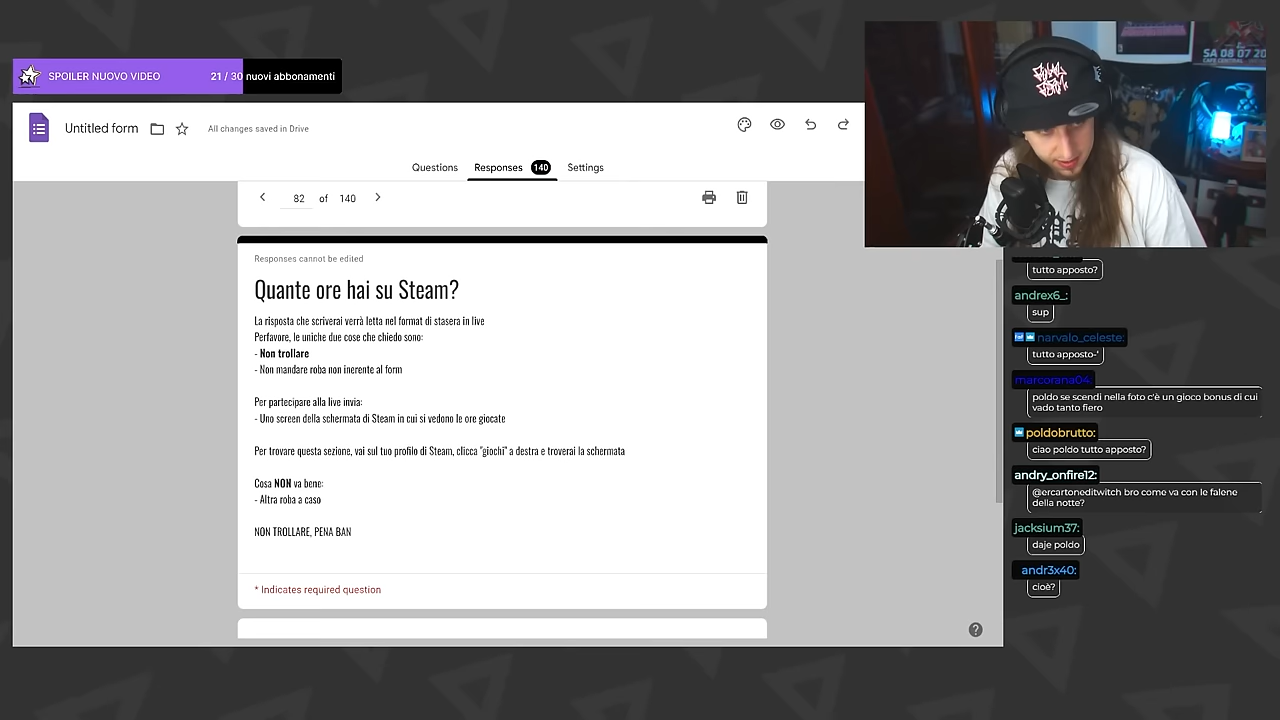 SPOILER NUOVO VIDEO
21 / 30 nuovi abbonamenti
Untitled form
All changes saved in Drive
Questions
Responses
140
Settings
82 of 140
Responses cannot be edited
Quante ore hai su Steam?
La risposta che scriverai verrà letta nel format di stasera in live
Perfavore, le uniche due cose che chiedo sono:
- Non trollare
- Non mandare roba non inerente al form
Per partecipare alla live invia:
- Uno screen della schermata di Steam in cui si vedono le ore giocate
Per trovare questa sezione, vai sul tuo profilo di Steam, clicca "giochi" a destra e troverai la schermata
Cosa NON va bene:
- Altra roba a caso
NON TROLLARE, PENA BAN
* Indicates required question
SA 08 07 20
tutto apposto?
andrex6_:
sup
narvalo_celeste:
tutto apposto-'
marcorana04:
poldo se scendi nella foto c'è un gioco bonus di cui
vado tanto fiero
poldobrutto:
ciao poldo tutto apposto?
andry_onfire12:
@ercartoneditwitch bro come va con le falene
della notte?
jacksium37:
daje poldo
andr3x40:
cioè?